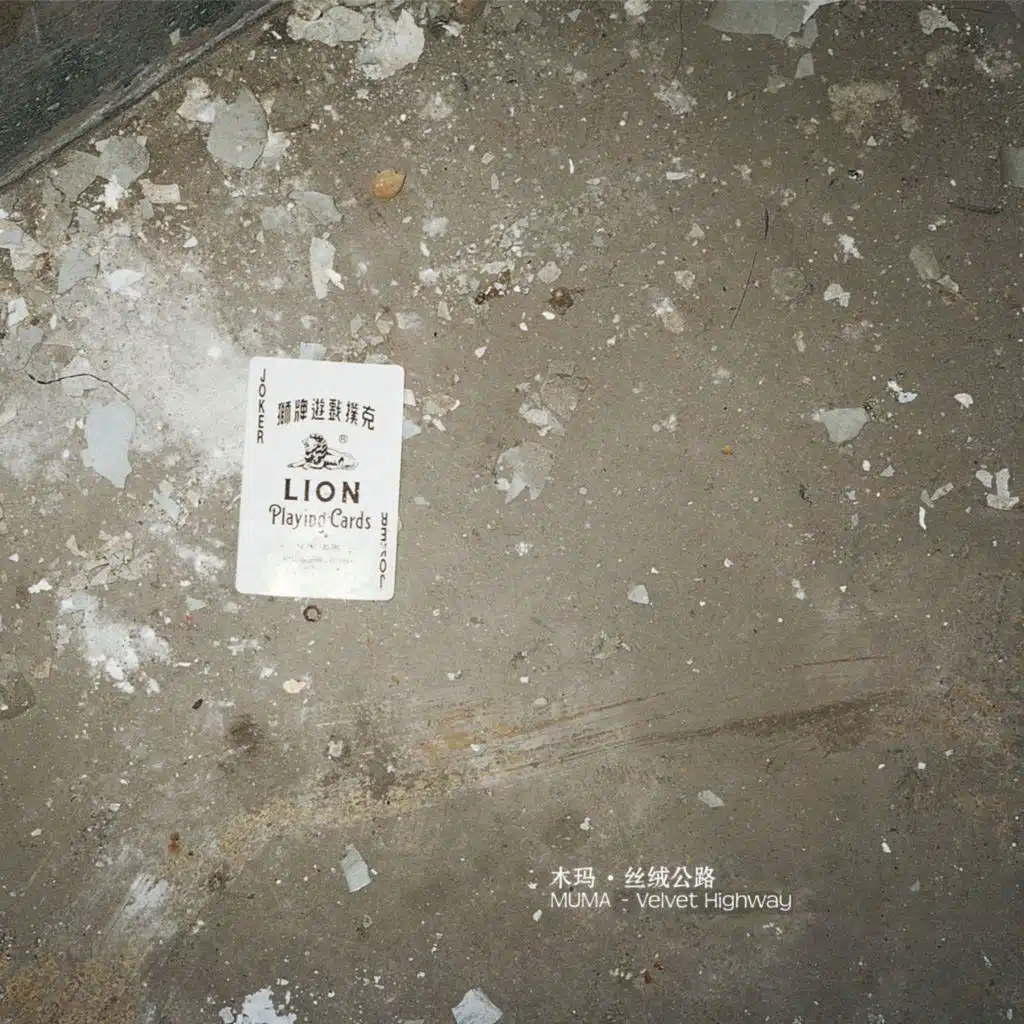 JOKER
獅牌遊戲撲克
®
LION
Playing Cards
JOKER
木玛·丝绒公路
MUMA - Velvet Highway